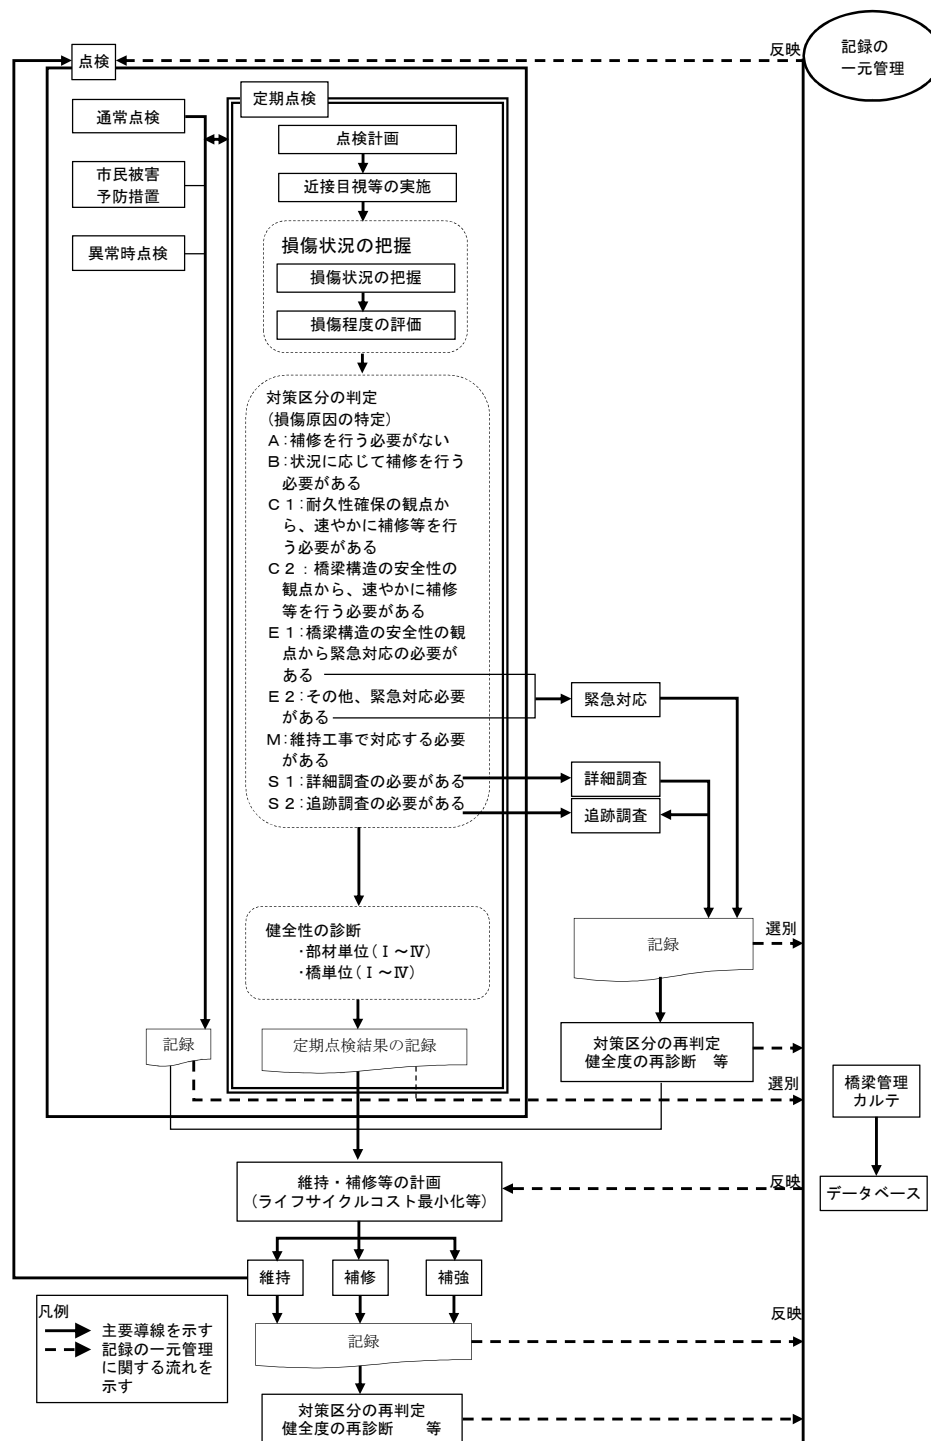 点検
反映
記録の
一元管理
定期点検
通常点検
市民被害
予防措置
異常時点検
点検計画
近接目視等の実施
損傷状況の把握
損傷状況の把握
損傷程度の評価
対策区分の判定
(損傷原因の特定)
A:補修を行う必要がない
B:状況に応じて補修を行う
必要がある
C1:耐久性確保の観点か
ら、速やかに補修等を行
う必要がある
C2:橋梁構造の安全性の
観点から、速やかに補修
等を行う必要がある
E1:橋梁構造の安全性の観
点から緊急対応の必要が
ある
E2:その他、緊急対応必要
がある
M:維持工事で対応する必要
がある
S1:詳細調査の必要がある
S2:追跡調査の必要がある
緊急対応
詳細調査
追跡調査
健全性の診断
・部材単位(Ⅰ～Ⅳ)
・橋単位(Ⅰ～Ⅳ)
記録
選別
記録
定期点検結果の記録
対策区分の再判定
健全度の再診断 等
選別
橋梁管理
カルテ
データベース
維持・補修等の計画
(ライフサイクルコスト最小化等)
反映
維持
補修
補強
凡例
主要導線を示す
記録の一元管理
に関する流れを
示す
記録
反映
対策区分の再判定
健全度の再診断 等